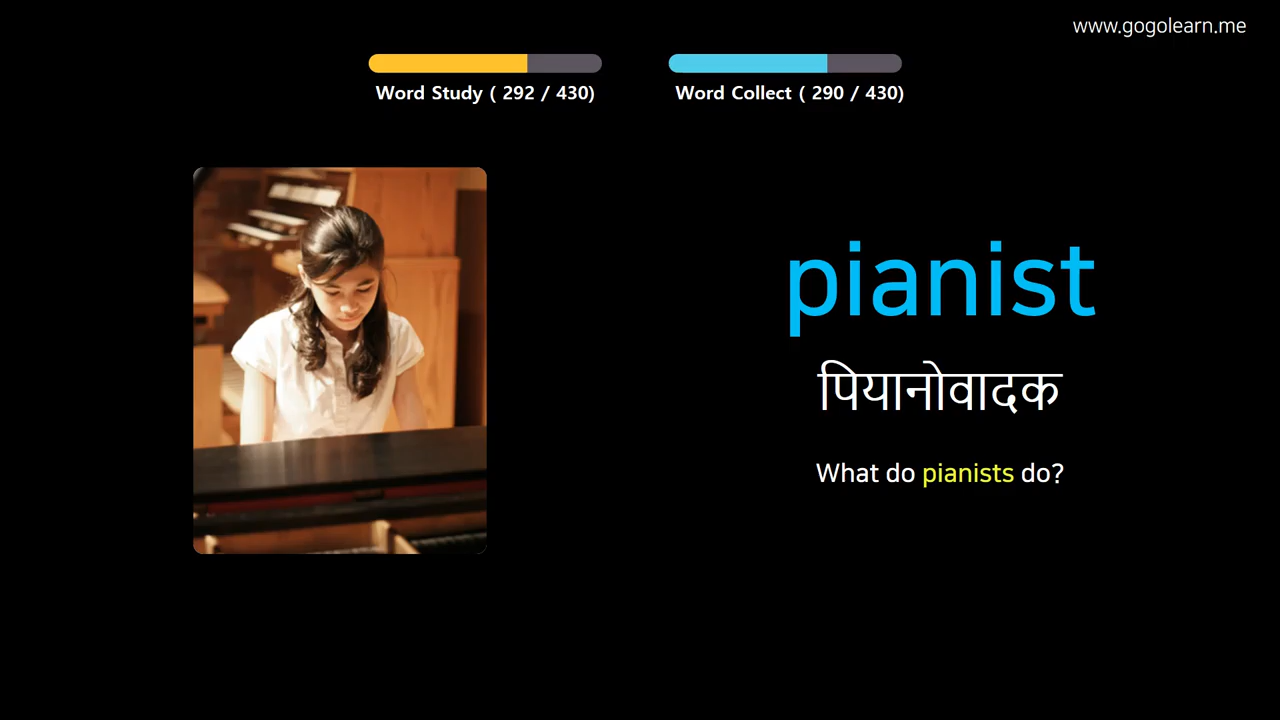 www.gogolearn.me
Word Study ( 292 / 430)
Word Collect ( 290 / 430)
pianist
पियानोवादक
What do pianists do?